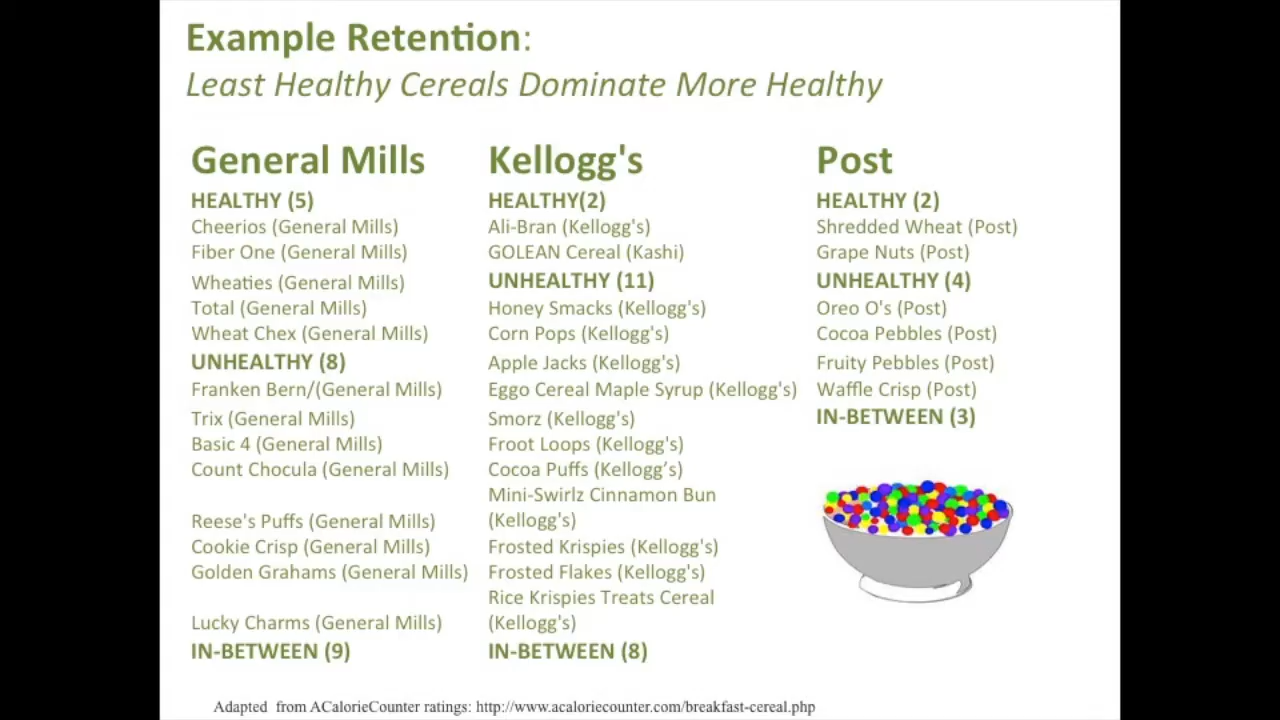 Example Retention:
Least Healthy Cereals Dominate More Healthy
General Mills
HEALTHY (5)
Cheerios (General Mills)
Fiber One (General Mills)
Wheaties (General Mills)
Total (General Mills)
Wheat Chex (General Mills)
UNHEALTHY (8)
Franken Bern/(General Mills)
Trix (General Mills)
Basic 4 (General Mills)
Count Chocula (General Mills)
Reese's Puffs (General Mills)
Cookie Crisp (General Mills)
Golden Grahams (General Mills)
Lucky Charms (General Mills)
IN-BETWEEN (9)
Kellogg's
HEALTHY(2)
Ali-Bran (Kellogg's)
GOLEAN Cereal (Kashi)
UNHEALTHY (11)
Honey Smacks (Kellogg's)
Corn Pops (Kellogg's)
Apple Jacks (Kellogg's)
Eggo Cereal Maple Syrup (Kellogg's)
Smorz (Kellogg's)
Froot Loops (Kellogg's)
Cocoa Puffs (Kellogg’s)
Mini-Swirlz Cinnamon Bun
(Kellogg's)
Frosted Krispies (Kellogg's)
Frosted Flakes (Kellogg's)
Rice Krispies Treats Cereal
(Kellogg's)
IN-BETWEEN (8)
Post
HEALTHY (2)
Shredded Wheat (Post)
Grape Nuts (Post)
UNHEALTHY (4)
Oreo O's (Post)
Cocoa Pebbles (Post)
Fruity Pebbles (Post)
Waffle Crisp (Post)
IN-BETWEEN (3)
Adapted from ACalorieCounter ratings: http://www.acaloriecounter.com/breakfast-cereal.php